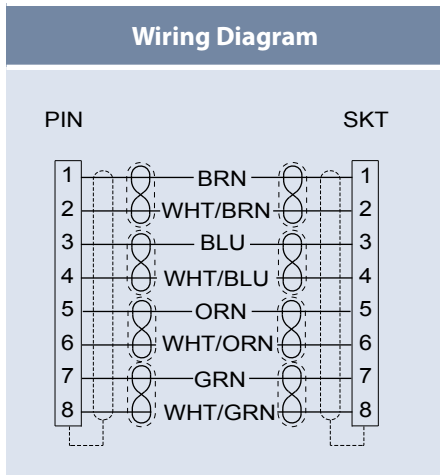 Wiring Diagram
PIN SKT
1 BRN 1
2 WHT/BRN 2
3 BLU 3
4 WHT/BLU 4
5 ORN 5
6 WHT/ORN 6
7 GRN 7
8 WHT/GRN 8